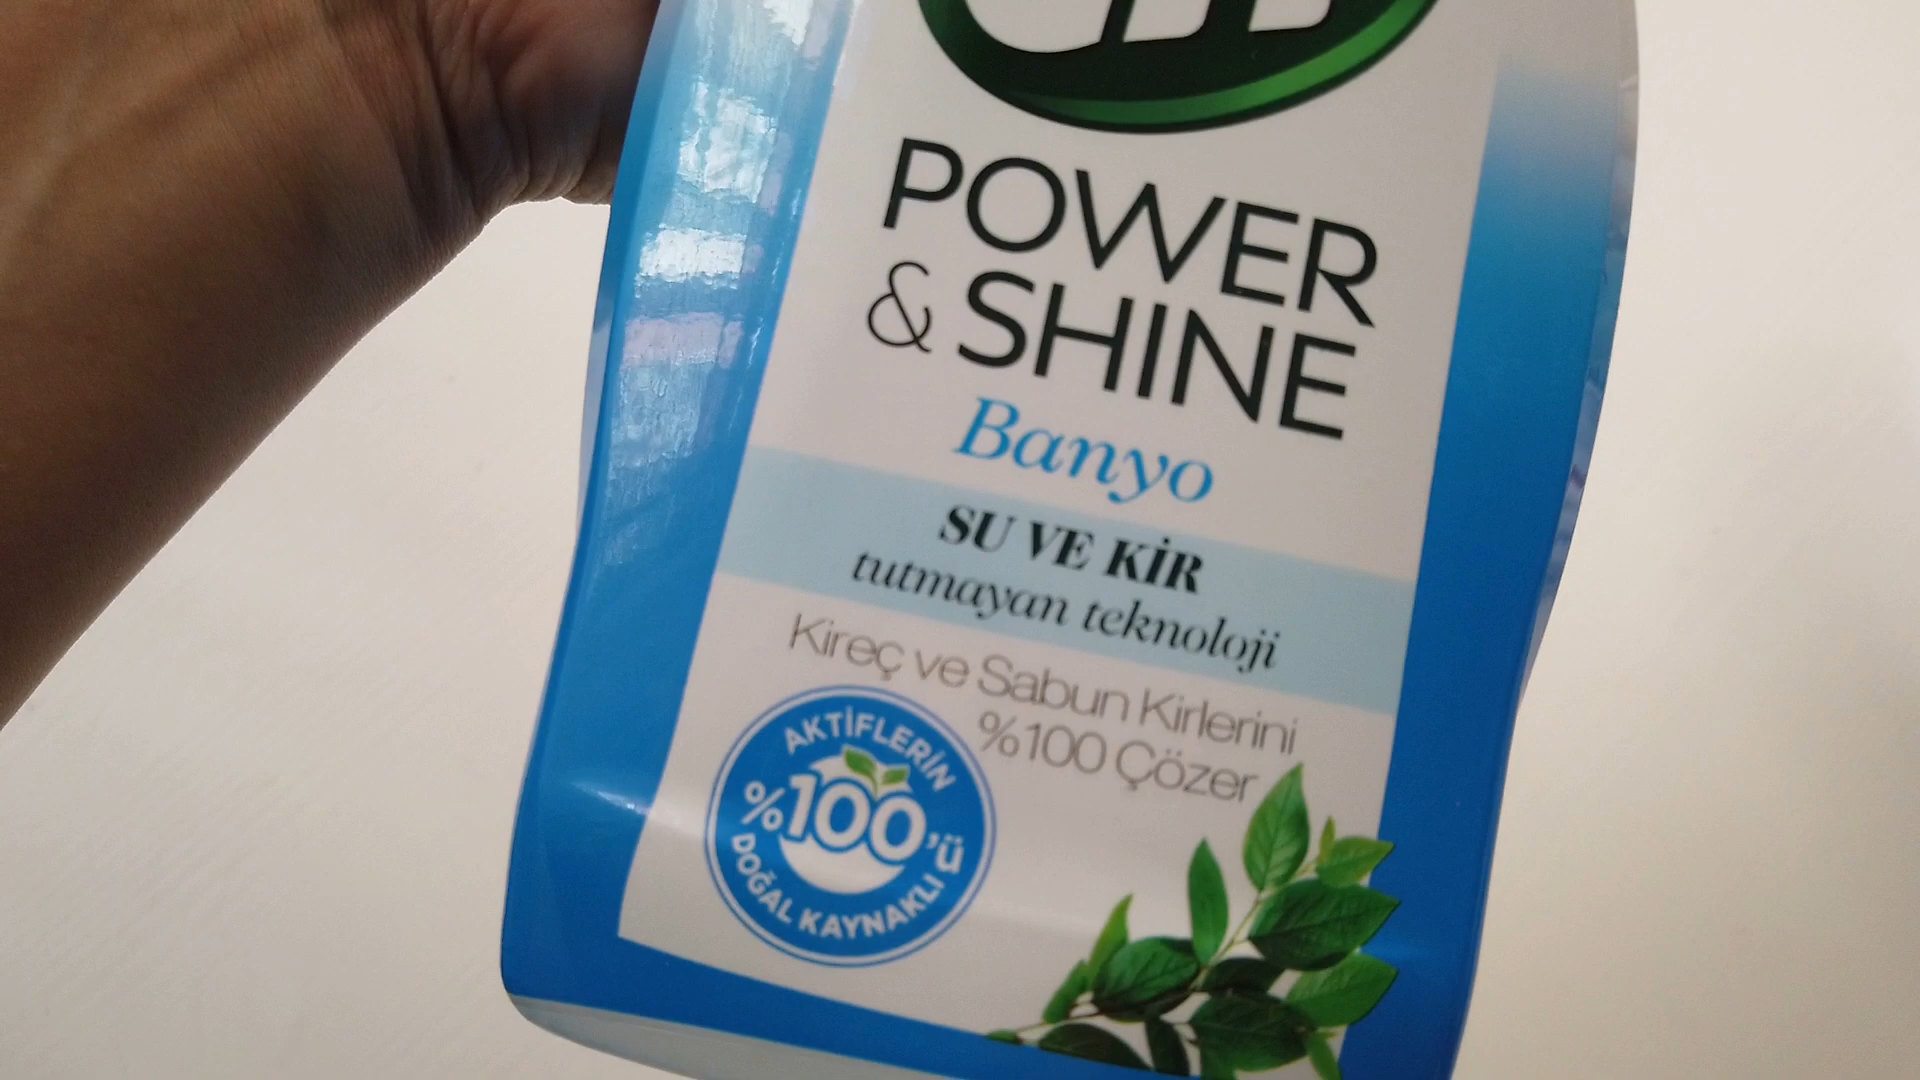 POWER
& SHINE
Banyo
SU VE KİR
tutmayan teknoloji
Kireç ve Sabun Kirlerini
%100 Çözer
AKTİFLERİN
%100'ü
DOĞAL KAYNAKLI